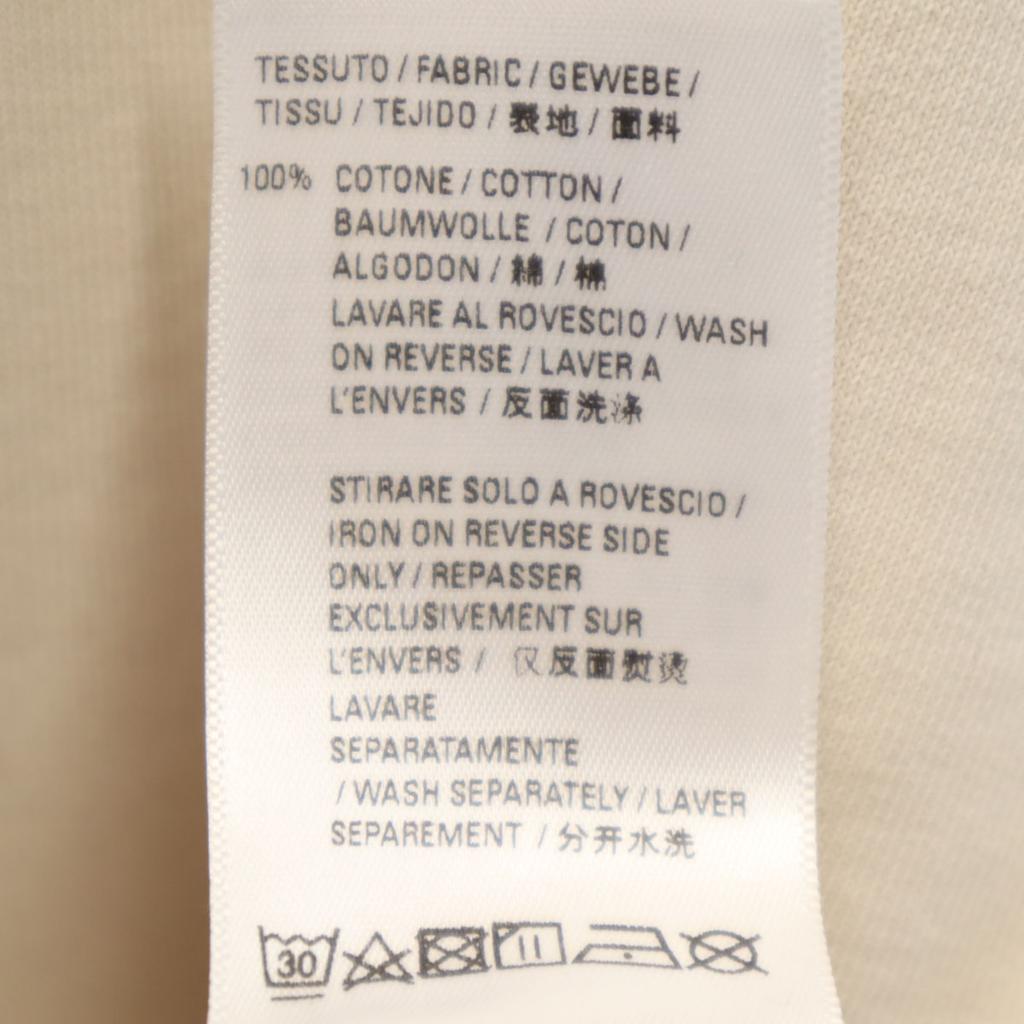 TESSUTO / FABRIC / GEWEBE /
TISSU / TEJIDO / 表地 / 面料
100% COTONE / COTTON /
BAUMWOLLE / COTON /
ALGODON / 綿 / 棉
LAVARE AL ROVESCIO / WASH
ON REVERSE / LAVER A
L'ENVERS / 反面洗涤
STIRARE SOLO A ROVESCIO /
IRON ON REVERSE SIDE
ONLY / REPASSER
EXCLUSIVEMENT SUR
L'ENVERS / 仅反面熨烫
LAVARE
SEPARATAMENTE
/ WASH SEPARATELY / LAVER
SEPAREMENT / 分开水洗
30